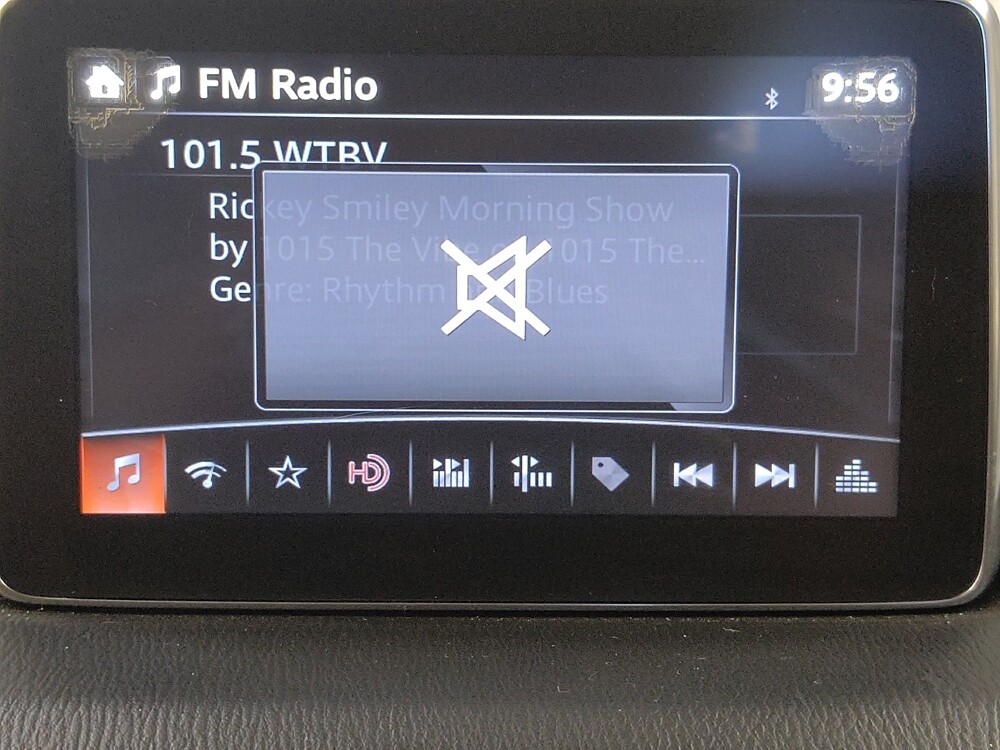 FM Radio
9:56
101.5 WTBV
Rickey Smiley Morning Show
by 1015 The Vibe 1015 The...
Genre: Rhythm Blues
HD